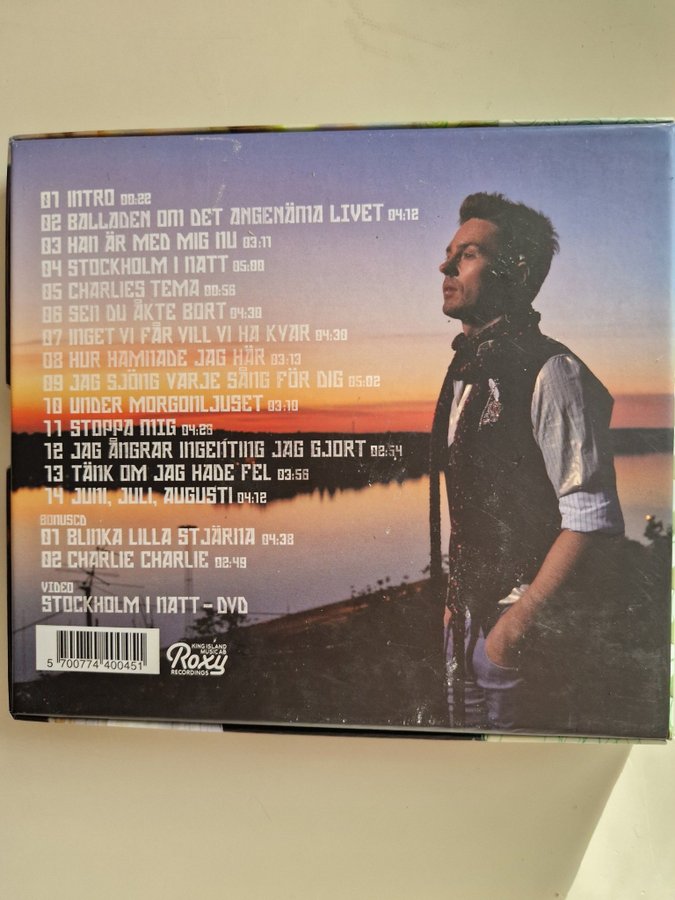 01 INTRO 00:22
02 BALLADEN OM DET ANGENÄMA LIVET 04:12
03 HAN ÄR MED MIG NU 03:11
04 STOCKHOLM I NATT 05:00
05 CHARLIES TEMA 00:56
06 SEN DU ÅKTE BORT 04:30
07 INGET VI FÅR VILL VI HA KVAR 04:30
08 HUR HAMNADE JAG HÄR 03:13
09 JAG SJÖNG VARJE SÅNG FÖR DIG 05:02
10 UNDER MORGONLJUSET 03:10
11 STOPPA MIG 04:28
12 JAG ÅNGRAR INGENTING JAG GJORT 02:54
13 TÄNK OM JAG HADE FEL 03:56
14 JUNI, JULI, AUGUSTI 04:12
BONUSCD
01 BLINKA LILLA STJÄRNA 04:38
02 CHARLIE CHARLIE 02:49
VIDEO
STOCKHOLM I NATT - DVD
5 700774 400451
KING ISLAND
MUSIC AB
Roxy
RECORDINGS